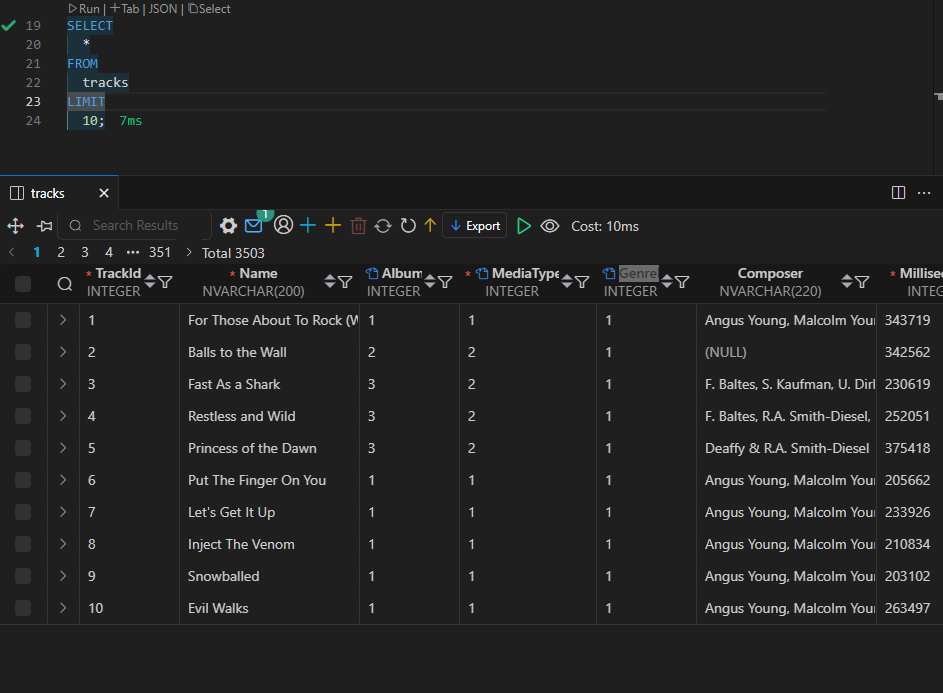 Run | +Tab | JSON | Select
19 SELECT
20 *
21 FROM
22 tracks
23 LIMIT
24 10; 7ms
tracks
Search Results 1 Export Cost: 10ms
1 2 3 4 ••• 351 Total 3503
* TrackId * Name Album * MediaType Genre Composer * Millise
INTEGER NVARCHAR(200) INTEGER INTEGER INTEGER NVARCHAR(220) INTEG
1 For Those About To Rock (W 1 1 1 Angus Young, Malcolm You 343719
2 Balls to the Wall 2 2 1 (NULL) 342562
3 Fast As a Shark 3 2 1 F. Baltes, S. Kaufman, U. Dirk 230619
4 Restless and Wild 3 2 1 F. Baltes, R.A. Smith-Diesel, 252051
5 Princess of the Dawn 3 2 1 Deaffy & R.A. Smith-Diesel 375418
6 Put The Finger On You 1 1 1 Angus Young, Malcolm You 205662
7 Let's Get It Up 1 1 1 Angus Young, Malcolm You 233926
8 Inject The Venom 1 1 1 Angus Young, Malcolm You 210834
9 Snowballed 1 1 1 Angus Young, Malcolm You 203102
10 Evil Walks 1 1 1 Angus Young, Malcolm You 263497